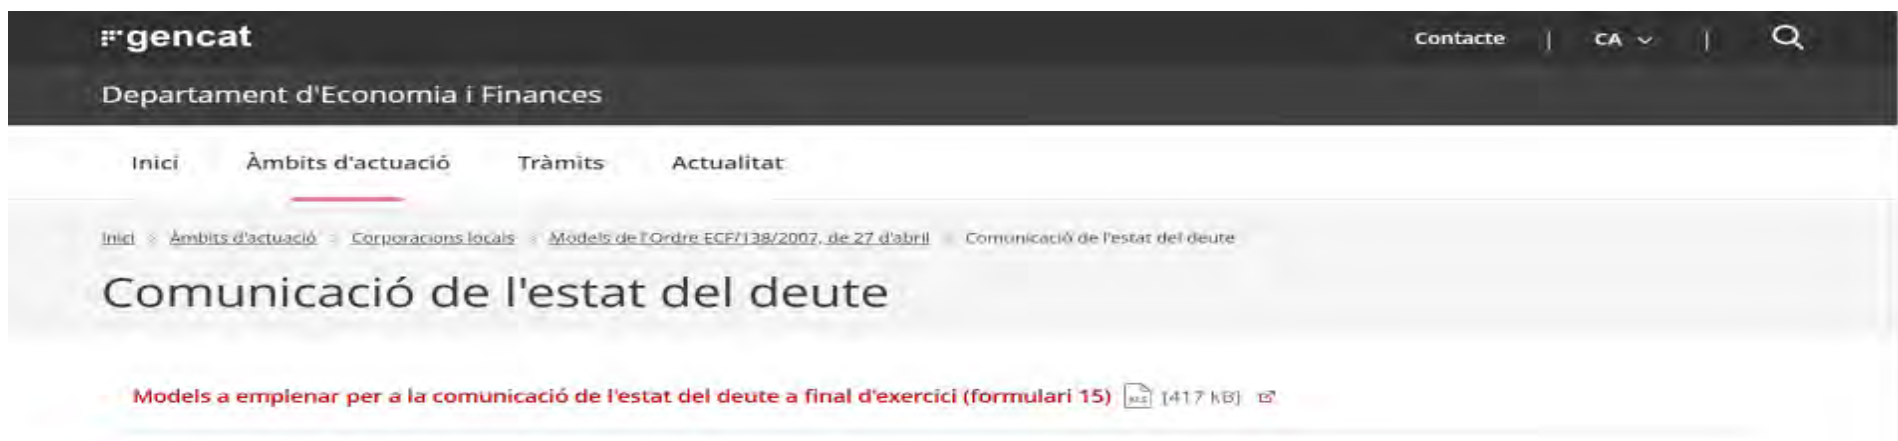 gencat
Contacte | CA |
Departament d'Economia i Finances
Inici Àmbits d'actuació Tràmits Actualitat
Inici > Àmbits d'actuació > Corporacions locals > Models de l'Ordre ECF/138/2007, de 27 d'abril > Comunicació de l'estat del deute
Comunicació de l'estat del deute
Models a emplenar per a la comunicació de l'estat del deute a final d'exercici (formulari 15) XLS [417 kB]